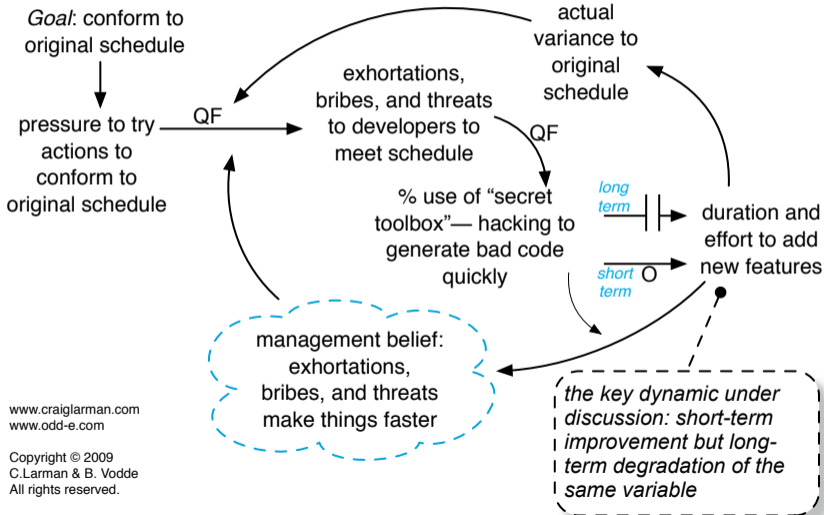 Goal: conform to
original schedule
actual
variance to
original
schedule
pressure to try
actions to
conform to
original schedule
QF
exhortations,
bribes, and threats
to developers to
meet schedule
QF
% use of “secret
toolbox”— hacking to
generate bad code
quickly
long
term
short
term
O
duration and
effort to add
new features
management belief:
exhortations,
bribes, and threats
make things faster
the key dynamic under
discussion: short-term
improvement but long-
term degradation of the
same variable
www.craiglarman.com
www.odd-e.com
Copyright © 2009
C.Larman & B. Vodde
All rights reserved.